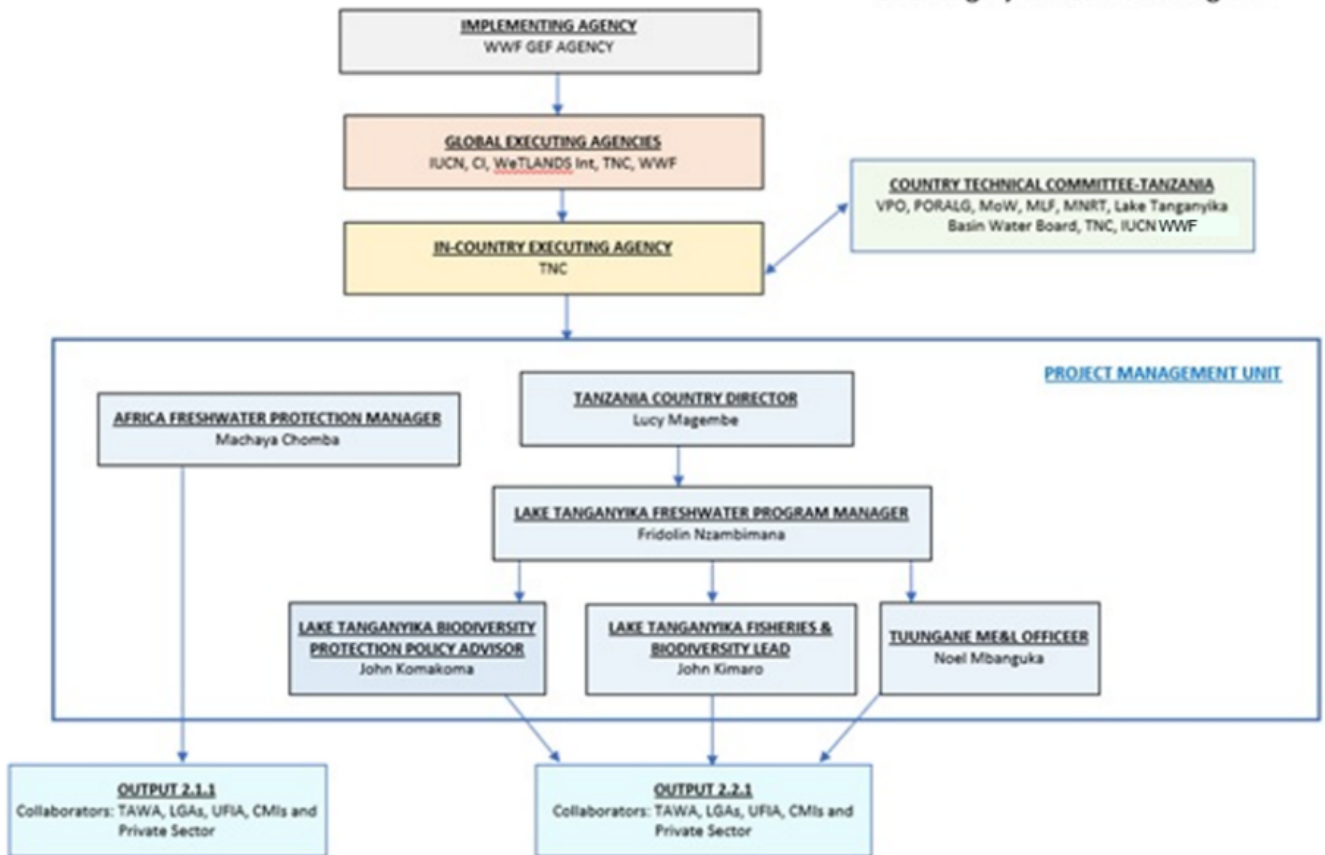 IMPLEMENTING AGENCY
WWF GEF AGENCY
GLOBAL EXECUTING AGENCIES
IUCN, CI, WeTLANDS Int, TNC, WWF
COUNTRY TECHNICAL COMMITTEE-TANZANIA
VPO, PORALG, MoW, MLF, MNRT, Lake Tanganyika
Basin Water Board, TNC, IUCN WWF
IN-COUNTRY EXECUTING AGENCY
TNC
PROJECT MANAGEMENT UNIT
AFRICA FRESHWATER PROTECTION MANAGER
Machaya Chomba
TANZANIA COUNTRY DIRECTOR
Lucy Magembe
LAKE TANGANYIKA FRESHWATER PROGRAM MANAGER
Fridolin Nzambimana
LAKE TANGANYIKA BIODIVERSITY
PROTECTION POLICY ADVISOR
John Komakoma
LAKE TANGANYIKA FISHERIES &
BIODIVERSITY LEAD
John Kimaro
TUUNGANE ME&L OFFICEER
Noel Mbanguka
OUTPUT 2.1.1
Collaborators: TAWA, LGAs, UFIA, CMIs and
Private Sector
OUTPUT 2.2.1
Collaborators: TAWA, LGAs, UFIA, CMIs and
Private Sector